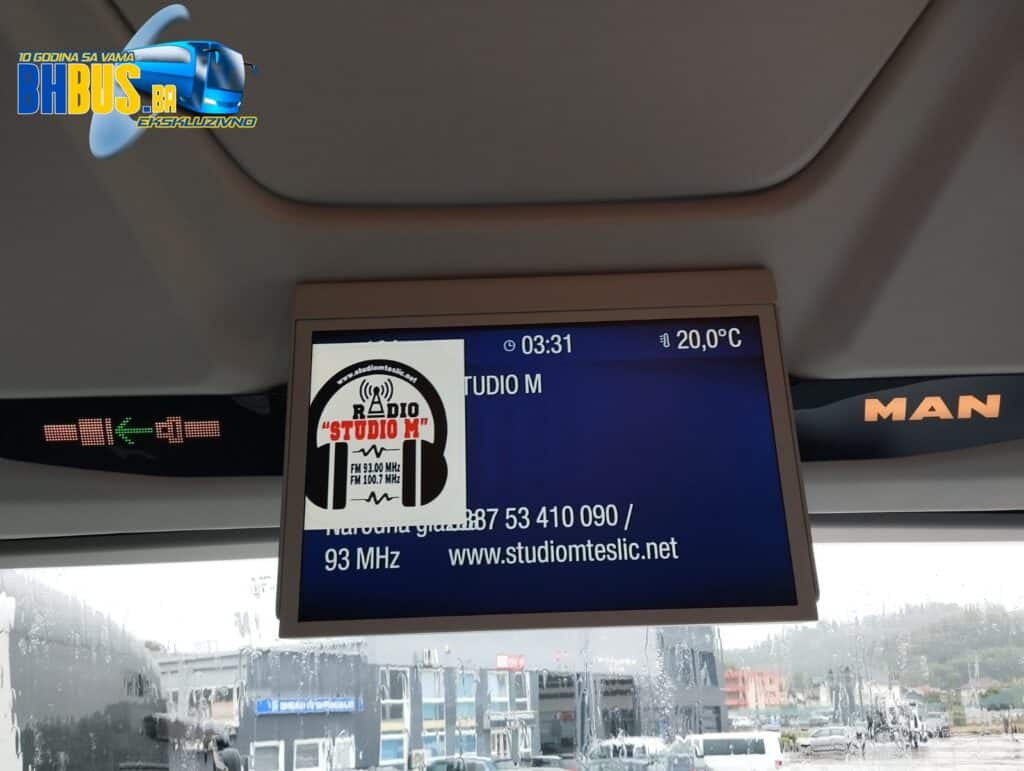 10 GODINA SA VAMA
BHBUS.BA
EKSKLUZIVNO
03:31
20,0°C
www.studiomteslic.net
RADIO
"STUDIO M"
FM 93.00 MHz
FM 100.7 MHz
TUDIO M
Narodna 387 53 410 090 /
93 MHz www.studiomteslic.net
MAN